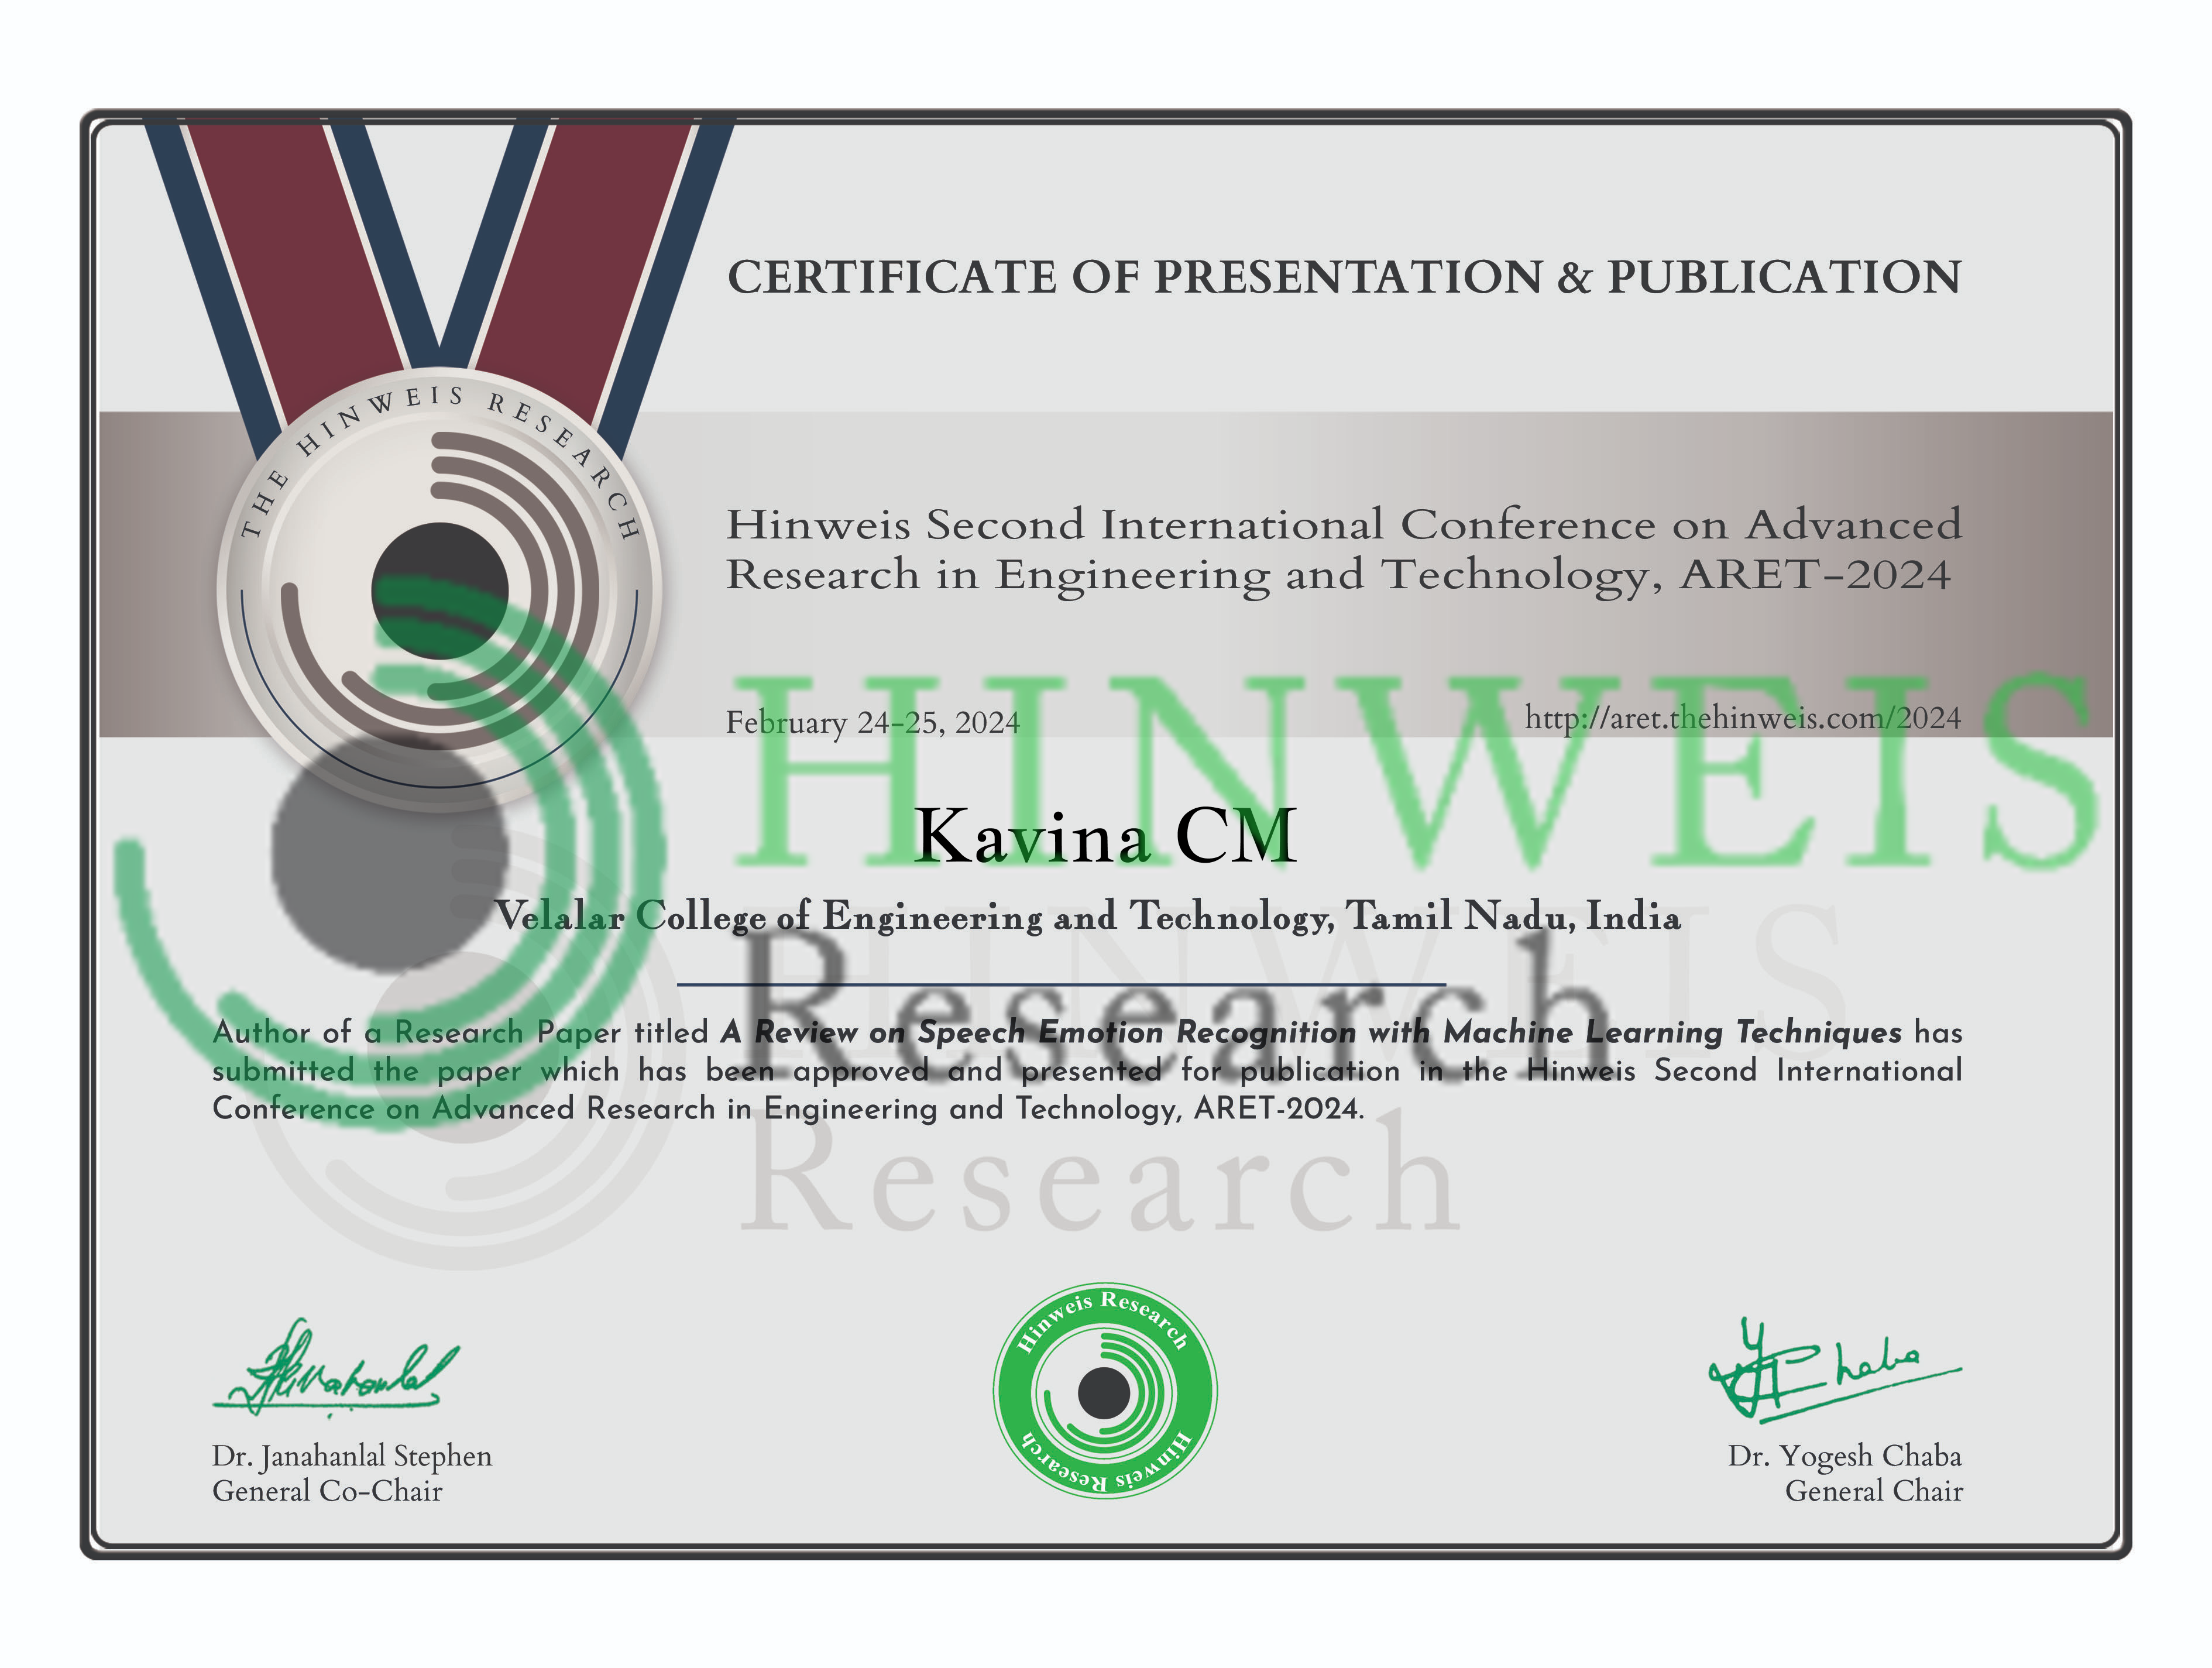 CERTIFICATE OF PRESENTATION & PUBLICATION
THE HINWEIS RESEARCH
Hinweis Second International Conference on Advanced
Research in Engineering and Technology, ARET-2024
February 24-25, 2024
http://aret.thehinweis.com/2024
HINWEIS
Research
Kavina CM
Velalar College of Engineering and Technology, Tamil Nadu, India
HINWEIS
Research
Author of a Research Paper titled A Review on Speech Emotion Recognition with Machine Learning Techniques has
submitted the paper which has been approved and presented for publication in the Hinweis Second International
Conference on Advanced Research in Engineering and Technology, ARET-2024.
Hinweis Research
Hinweis Research
Chaba
Dr. Janahanlal Stephen
General Co-Chair
Dr. Yogesh Chaba
General Chair